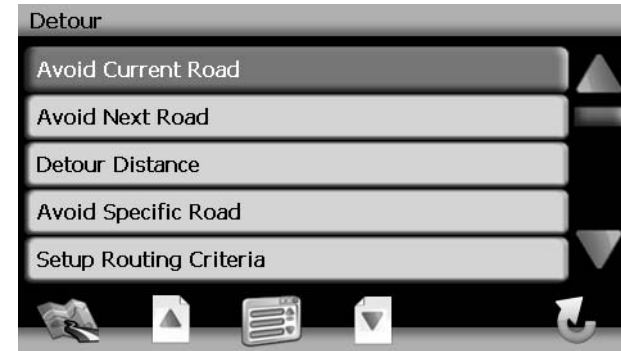 Detour
Avoid Current Road
Avoid Next Road
Detour Distance
Avoid Specific Road
Setup Routing Criteria